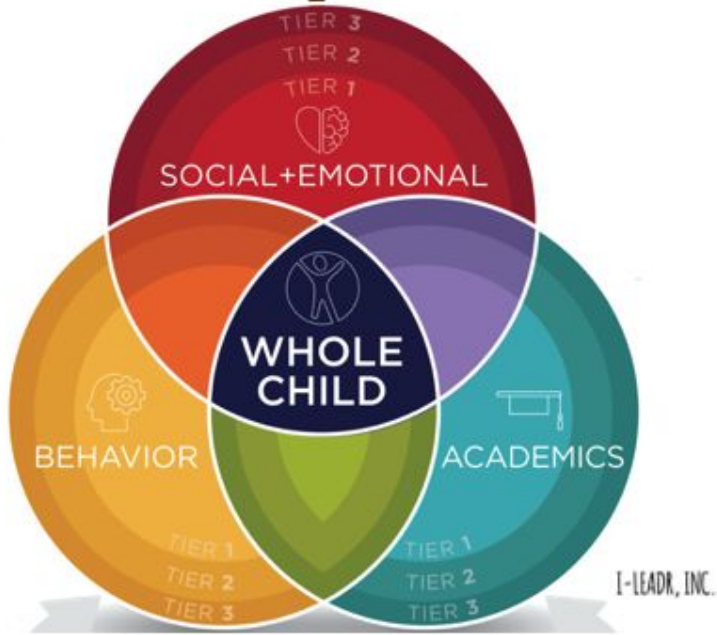 TIER 3
TIER 2
TIER 1
SOCIAL+EMOTIONAL
WHOLE
CHILD
BEHAVIOR
TIER 1
TIER 2
TIER 3
ACADEMICS
TIER 1
TIER 2
TIER 3
I-LEADR, INC.